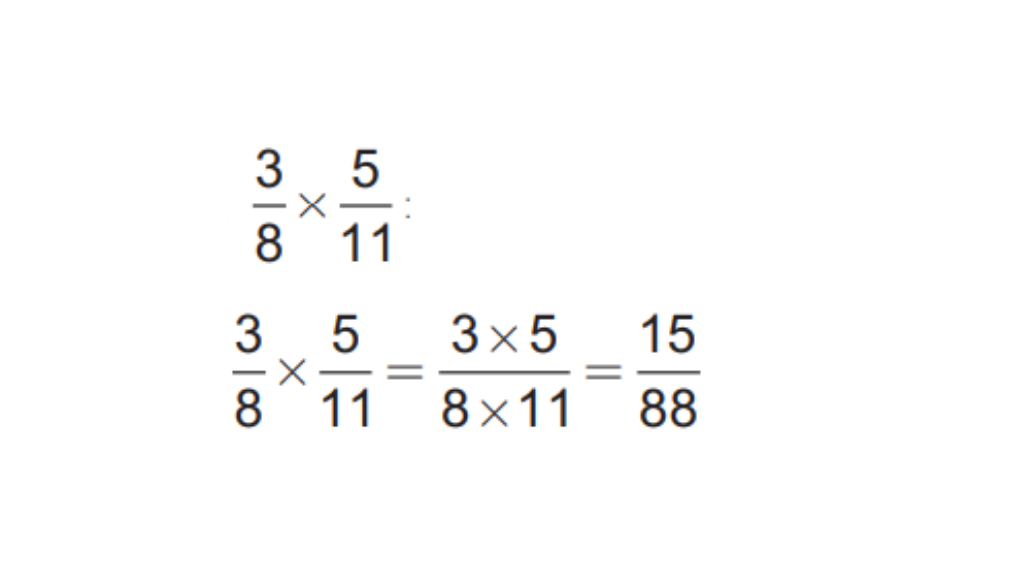 3/8 × 5/11 :
3/8 × 5/11 = 3 × 5/8 × 11 = 15/88